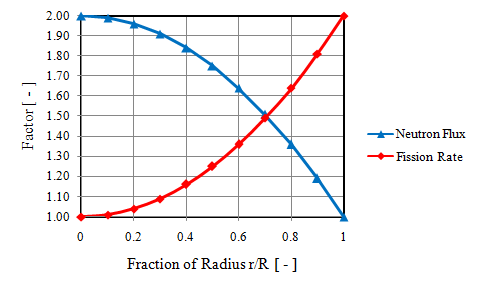 2.00
1.90
1.80
1.70
1.60
1.50
1.40
1.30
1.20
1.10
1.00
Factor [ - ]
0 0.2 0.4 0.6 0.8 1
Fraction of Radius r/R [ - ]
Neutron Flux
Fission Rate